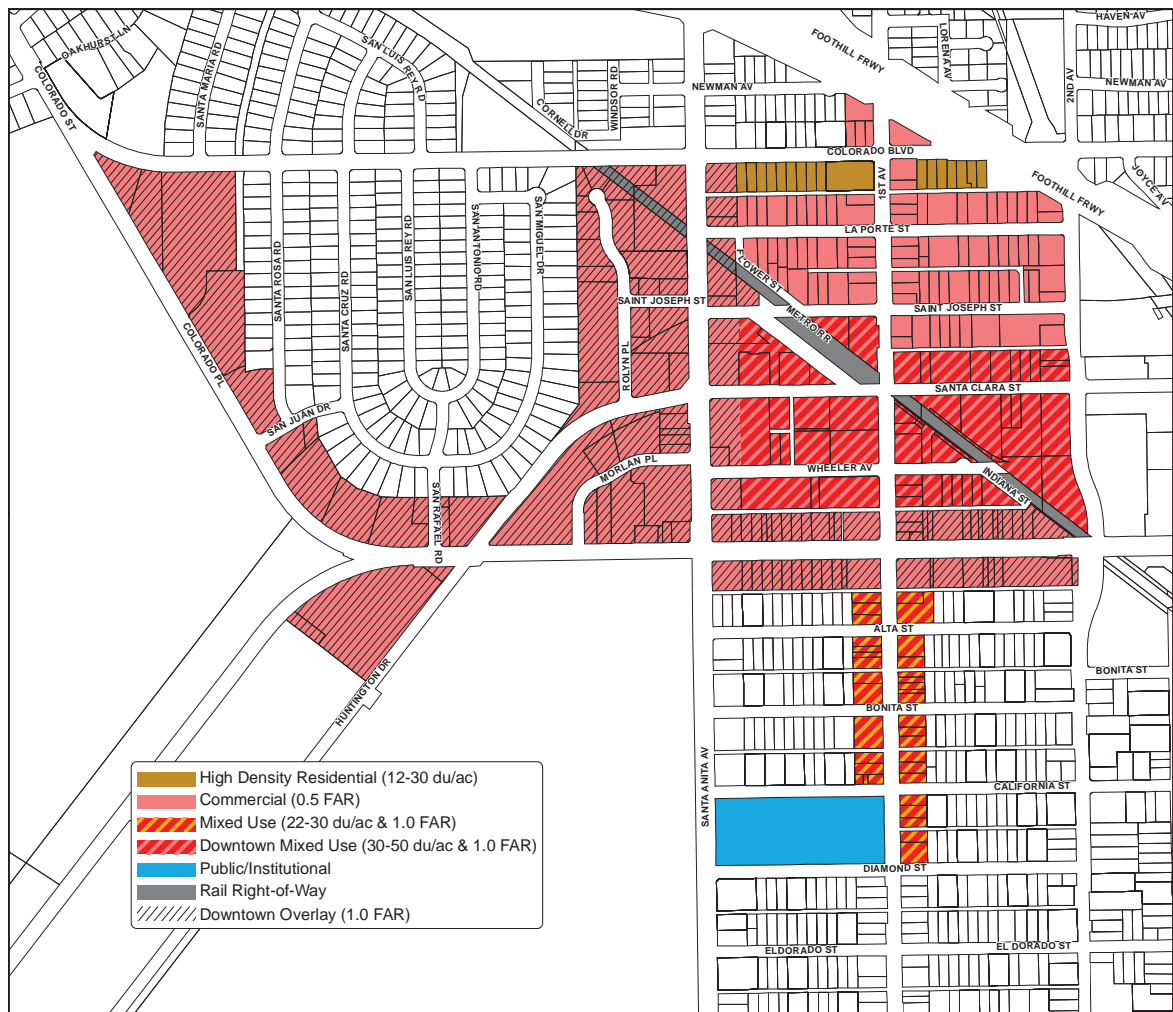 HAVEN AV
OAKHURST LN
SANTA MARIA RD
SAN LUIS REY RD
FOOTHILL FRWY
LORENA AV
2ND AV
COLORADO ST
WINDSOR RD
NEWMAN AV
NEWMAN AV
CORNELL DR
COLORADO BLVD
JOYCE AV
1ST AV
FOOTHILL FRWY
SANTA ROSA RD
SANTA CRUZ RD
SAN LUIS REY RD
SAN ANTONIO RD
SAN MIGUEL DR
LA PORTE ST
FLOWER ST
SAINT JOSEPH ST
METRO RR
SAINT JOSEPH ST
COLORADO PL
ROLYN PL
SANTA CLARA ST
SAN JUAN DR
MORLAN PL
WHEELER AV
INDIANA ST
SAN RAFAEL RD
ALTA ST
HUNTINGTON DR
BONITA ST
BONITA ST
SANTA ANITA AV
CALIFORNIA ST
DIAMOND ST
ELDORADO ST
EL DORADO ST
High Density Residential (12-30 du/ac)
Commercial (0.5 FAR)
Mixed Use (22-30 du/ac & 1.0 FAR)
Downtown Mixed Use (30-50 du/ac & 1.0 FAR)
Public/Institutional
Rail Right-of-Way
Downtown Overlay (1.0 FAR)